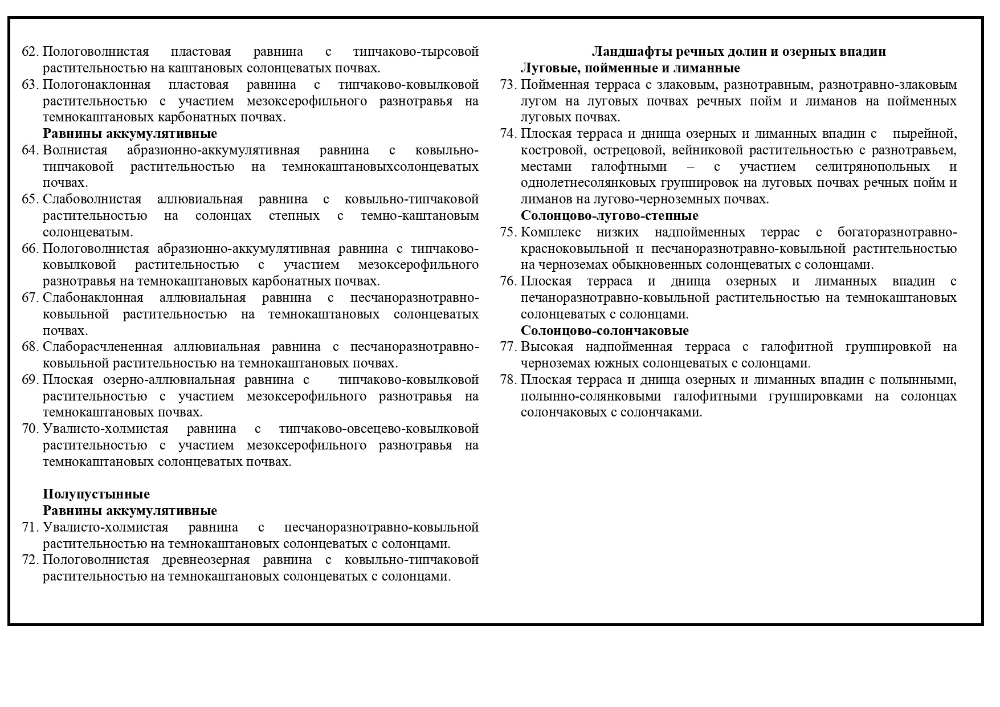 62. Пологоволнистая пластовая равнина с типчаково-тырсовой
растительностью на каштановых солонцеватых почвах.
63. Пологонаклонная пластовая равнина с типчаково-ковылковой
растительностью с участием мезоксерофильного разнотравья на
темнокаштановых карбонатных почвах.
Равнины аккумулятивные
64. Волнистая абразионно-аккумулятивная равнина с ковыльно-
типчаковой растительностью на темнокаштановыхсолонцеватых
почвах.
65. Слабоволнистая аллювиальная равнина с ковыльно-типчаковой
растительностью на солонцах степных с темно-каштановым
солонцеватым.
66. Пологоволнистая абразионно-аккумулятивная равнина с типчаково-
ковылковой растительностью с участием мезоксерофильного
разнотравья на темнокаштановых карбонатных почвах.
67. Слабонаклонная аллювиальная равнина с песчаноразнотравно-
ковыльной растительностью на темнокаштановых солонцеватых
почвах.
68. Слаборасчлененная аллювиальная равнина с песчаноразнотравно-
ковыльной растительностью на темнокаштановых почвах.
69. Плоская озерно-аллювиальная равнина с типчаково-ковылковой
растительностью с участием мезоксерофильного разнотравья на
темнокаштановых почвах.
70. Увалисто-холмистая равнина с типчаково-овсецево-ковылковой
растительностью с участием мезоксерофильного разнотравья на
темнокаштановых солонцеватых почвах.
Полупустынные
Равнины аккумулятивные
71. Увалисто-холмистая равнина с песчаноразнотравно-ковыльной
растительностью на темнокаштановых солонцеватых с солонцами.
72. Пологоволнистая древнеозерная равнина с ковыльно-типчаковой
растительностью на темнокаштановых солонцеватых с солонцами.
Ландшафты речных долин и озерных впадин
Луговые, пойменные и лиманные
73. Пойменная терраса с злаковым, разнотравным, разнотравно-злаковым
лугом на луговых почвах речных пойм и лиманов на пойменных
луговых почвах.
74. Плоская терраса и днища озерных и лиманных впадин с пырейной,
костровой, острецовой, вейниковой растительностью с разнотравьем,
местами галофтными – с участием селитрянопольных и
однолетнесолянковых группировок на луговых почвах речных пойм и
лиманов на лугово-черноземных почвах.
Солонцово-лугово-степные
75. Комплекс низких надпойменных террас с богаторазнотравно-
красноковыльной и песчаноразнотравно-ковыльной растительностью
на черноземах обыкновенных солонцеватых с солонцами.
76. Плоская терраса и днища озерных и лиманных впадин с
печаноразнотравно-ковыльной растительностью на темнокаштановых
солонцеватых с солонцами.
Солонцово-солончаковые
77. Высокая надпойменная терраса с галофитной группировкой на
черноземах южных солонцеватых с солонцами.
78. Плоская терраса и днища озерных и лиманных впадин с полынными,
полынно-солянковыми галофитными группировками на солонцах
солончаковых с солончаками.